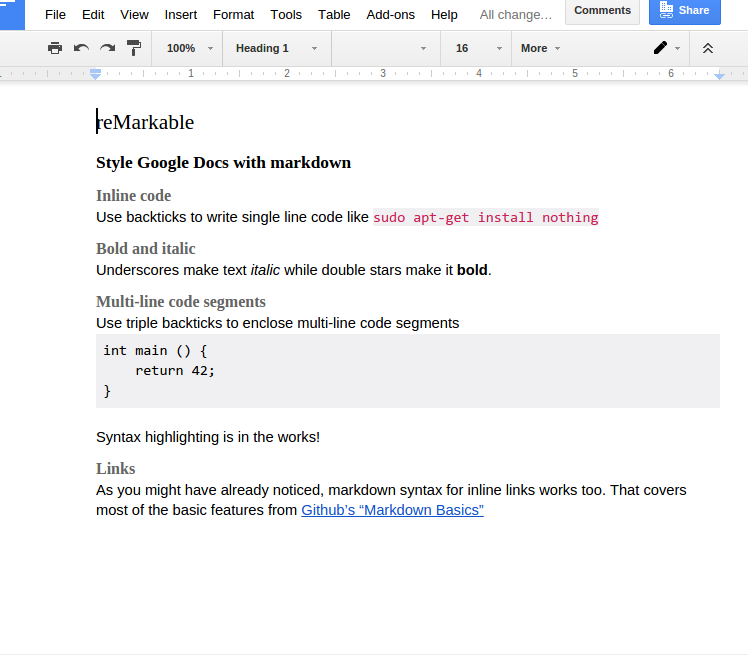 File Edit View Insert Format Tools Table Add-ons Help All change... Comments Share
100% Heading 1 16 More
1 2 3 4 5 6
reMarkable
Style Google Docs with markdown
Inline code
Use backticks to write single line code like sudo apt-get install nothing
Bold and italic
Underscores make text italic while double stars make it bold.
Multi-line code segments
Use triple backticks to enclose multi-line code segments
int main () {
    return 42;
}
Syntax highlighting is in the works!
Links
As you might have already noticed, markdown syntax for inline links works too. That covers
most of the basic features from Github’s “Markdown Basics”